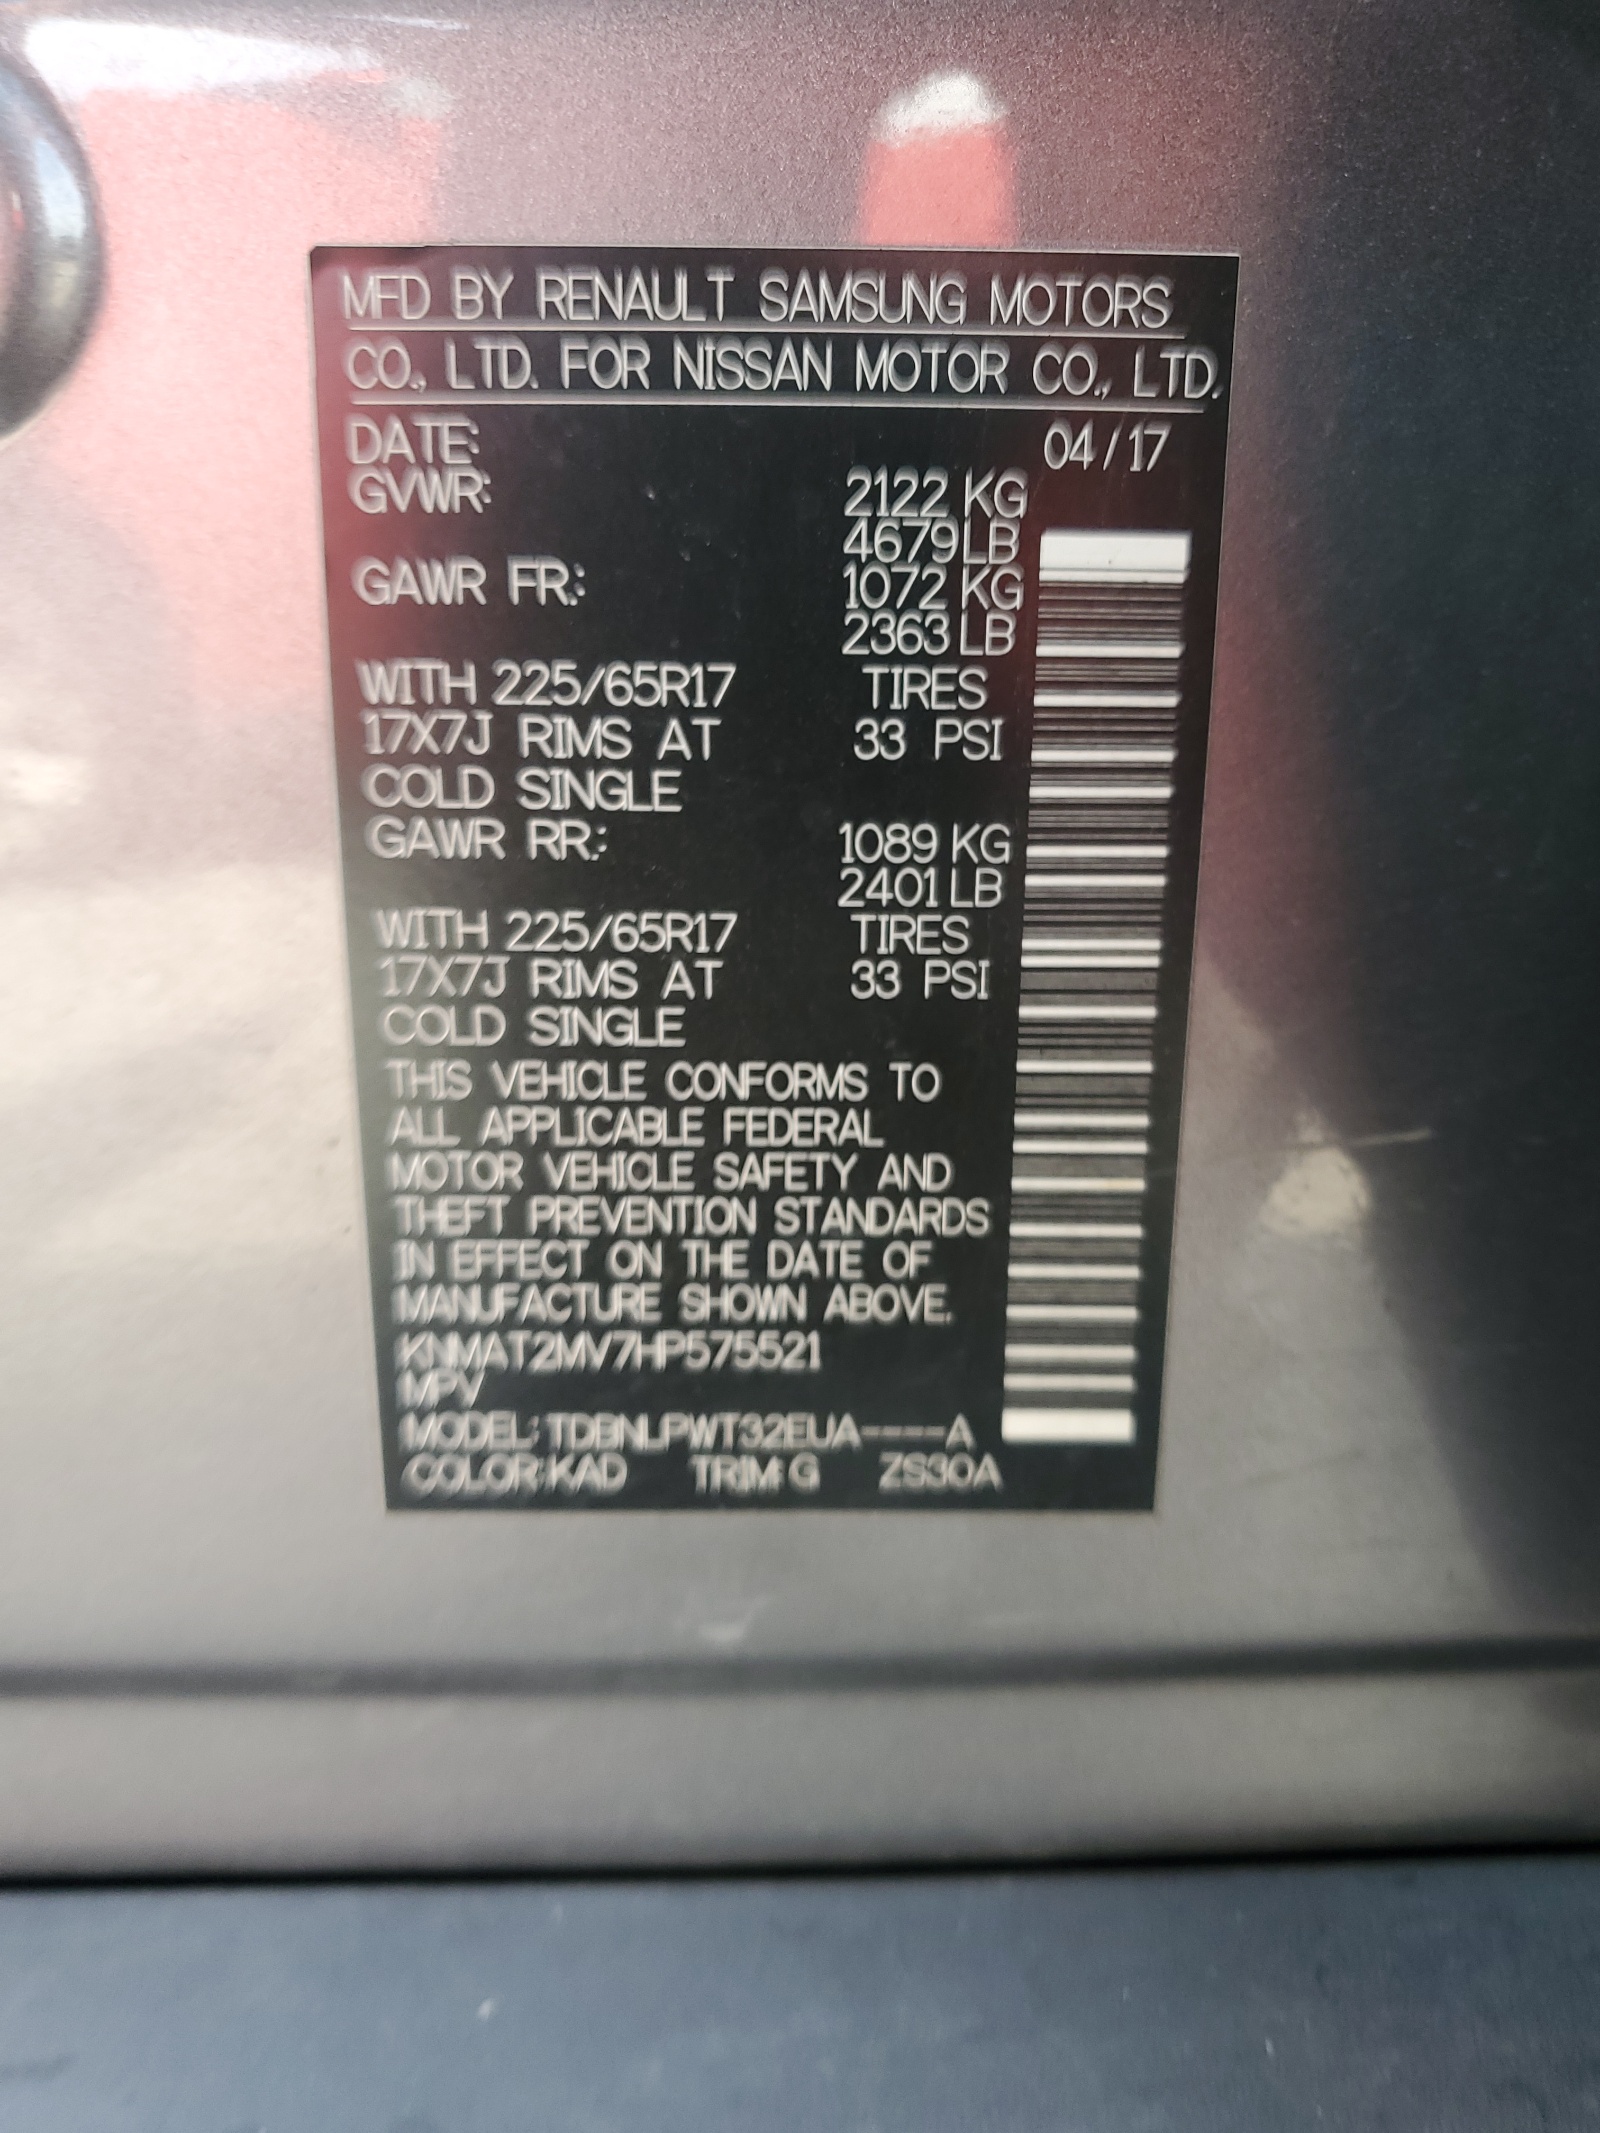 MFD BY RENAULT SAMSUNG MOTORS
CO., LTD. FOR NISSAN MOTOR CO., LTD.
DATE: 04/17
GVWR: 2122 KG
4679 LB
GAWR FR.: 1072 KG
2363 LB
WITH 225/65R17 TIRES
17X7J RIMS AT 33 PSI
COLD SINGLE
GAWR RR.: 1089 KG
2401 LB
WITH 225/65R17 TIRES
17X7J RIMS AT 33 PSI
COLD SINGLE
THIS VEHICLE CONFORMS TO
ALL APPLICABLE FEDERAL
MOTOR VEHICLE SAFETY AND
THEFT PREVENTION STANDARDS
IN EFFECT ON THE DATE OF
MANUFACTURE SHOWN ABOVE.
KNMAT2MV7HP575521
MPV
MODEL: TDBNLPWT32EUA----A
COLOR:KAD TRIM:G ZS30A